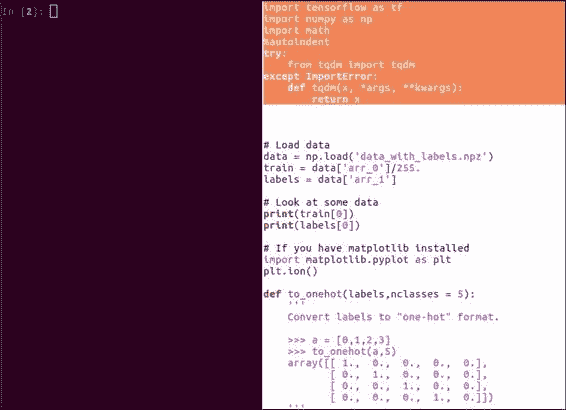 In [2]:
import tensorflow as tf
import numpy as np
import math
%autoindent
try:
    from tqdm import tqdm
except ImportError:
    def tqdm(x, *args, **kwargs):
        return x
# Load data
data = np.load('data_with_labels.npz')
train = data['arr_0']/255.
labels = data['arr_1']
# Look at some data
print(train[0])
print(labels[0])
# If you have matplotlib installed
import matplotlib.pyplot as plt
plt.ion()
def to_onehot(labels,nclasses = 5):
    '''
    Convert labels to "one-hot" format.
    >>> a = [0,1,2,3]
    >>> to_onehot(a,5)
    array([[ 1.,  0.,  0.,  0.,  0.],
           [ 0.,  1.,  0.,  0.,  0.],
           [ 0.,  0.,  1.,  0.,  0.],
           [ 0.,  0.,  0.,  1.,  0.]])
    '''